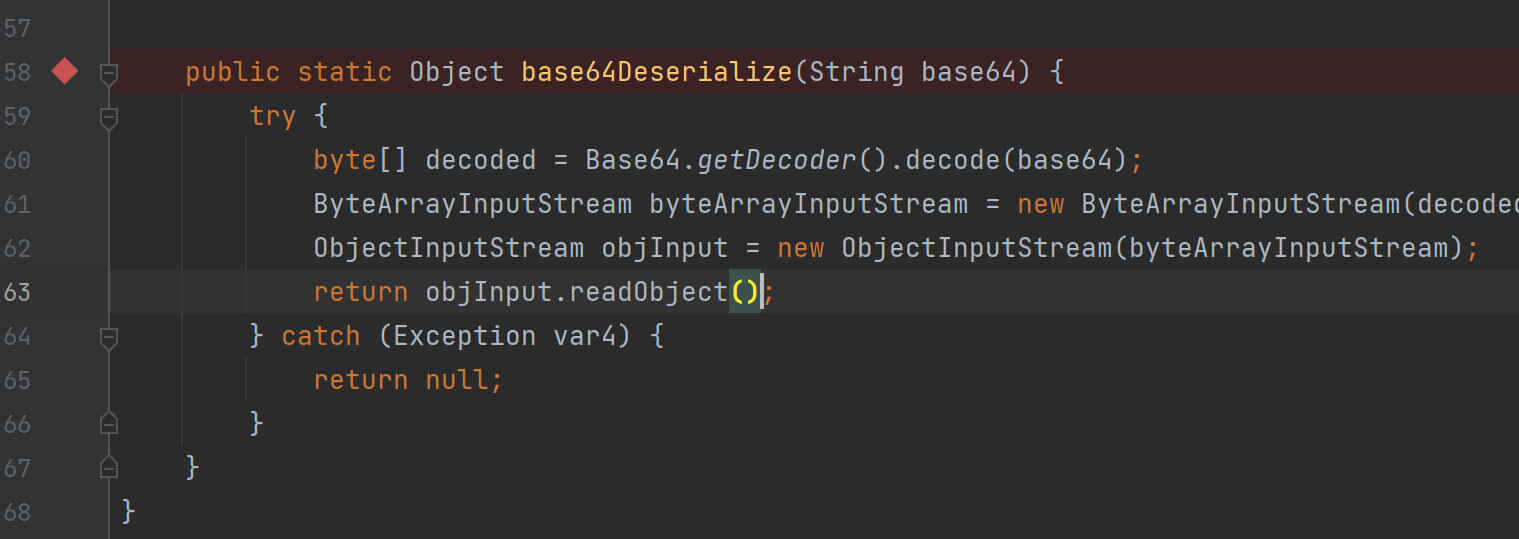 57
58 public static Object base64Deserialize(String base64) {
59 try {
60 byte[] decoded = Base64.getDecoder().decode(base64);
61 ByteArrayInputStream byteArrayInputStream = new ByteArrayInputStream(decoded
62 ObjectInputStream objInput = new ObjectInputStream(byteArrayInputStream);
63 return objInput.readObject();
64 } catch (Exception var4) {
65 return null;
66 }
67 }
68 }